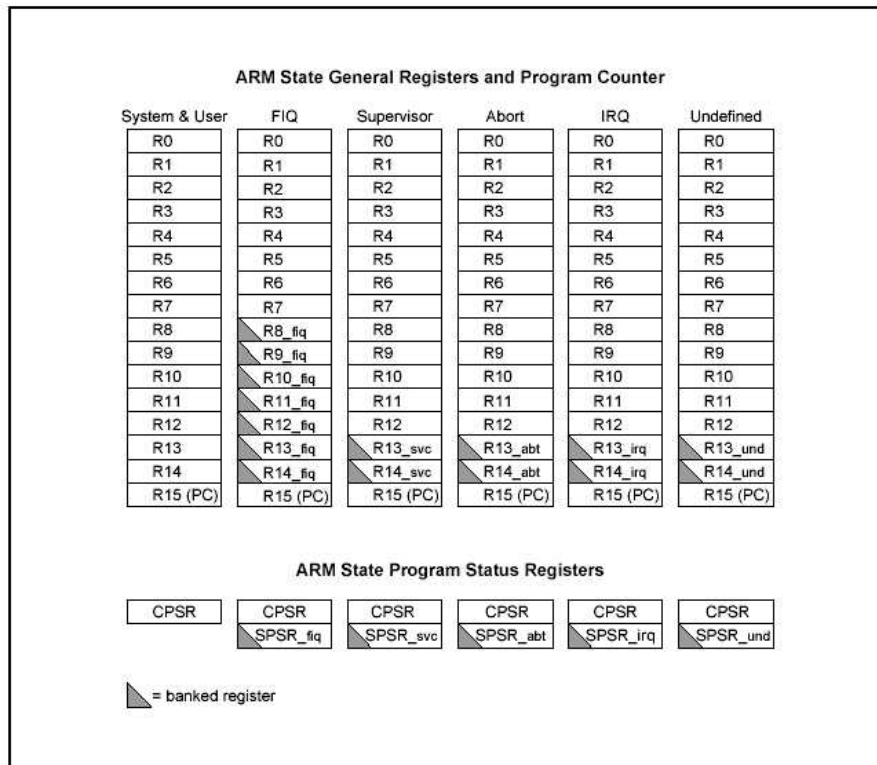 ARM State General Registers and Program Counter
System & User FIQ Supervisor Abort IRQ Undefined
R0 R0 R0 R0 R0 R0
R1 R1 R1 R1 R1 R1
R2 R2 R2 R2 R2 R2
R3 R3 R3 R3 R3 R3
R4 R4 R4 R4 R4 R4
R5 R5 R5 R5 R5 R5
R6 R6 R6 R6 R6 R6
R7 R7 R7 R7 R7 R7
R8 R8_fiq R8 R8 R8 R8
R9 R9_fiq R9 R9 R9 R9
R10 R10_fiq R10 R10 R10 R10
R11 R11_fiq R11 R11 R11 R11
R12 R12_fiq R12 R12 R12 R12
R13 R13_fiq R13_svc R13_abt R13_irq R13_und
R14 R14_fiq R14_svc R14_abt R14_irq R14_und
R15 (PC) R15 (PC) R15 (PC) R15 (PC) R15 (PC) R15 (PC)
ARM State Program Status Registers
CPSR CPSR CPSR CPSR CPSR CPSR
SPSR_fiq SPSR_svc SPSR_abt SPSR_irq SPSR_und
= banked register